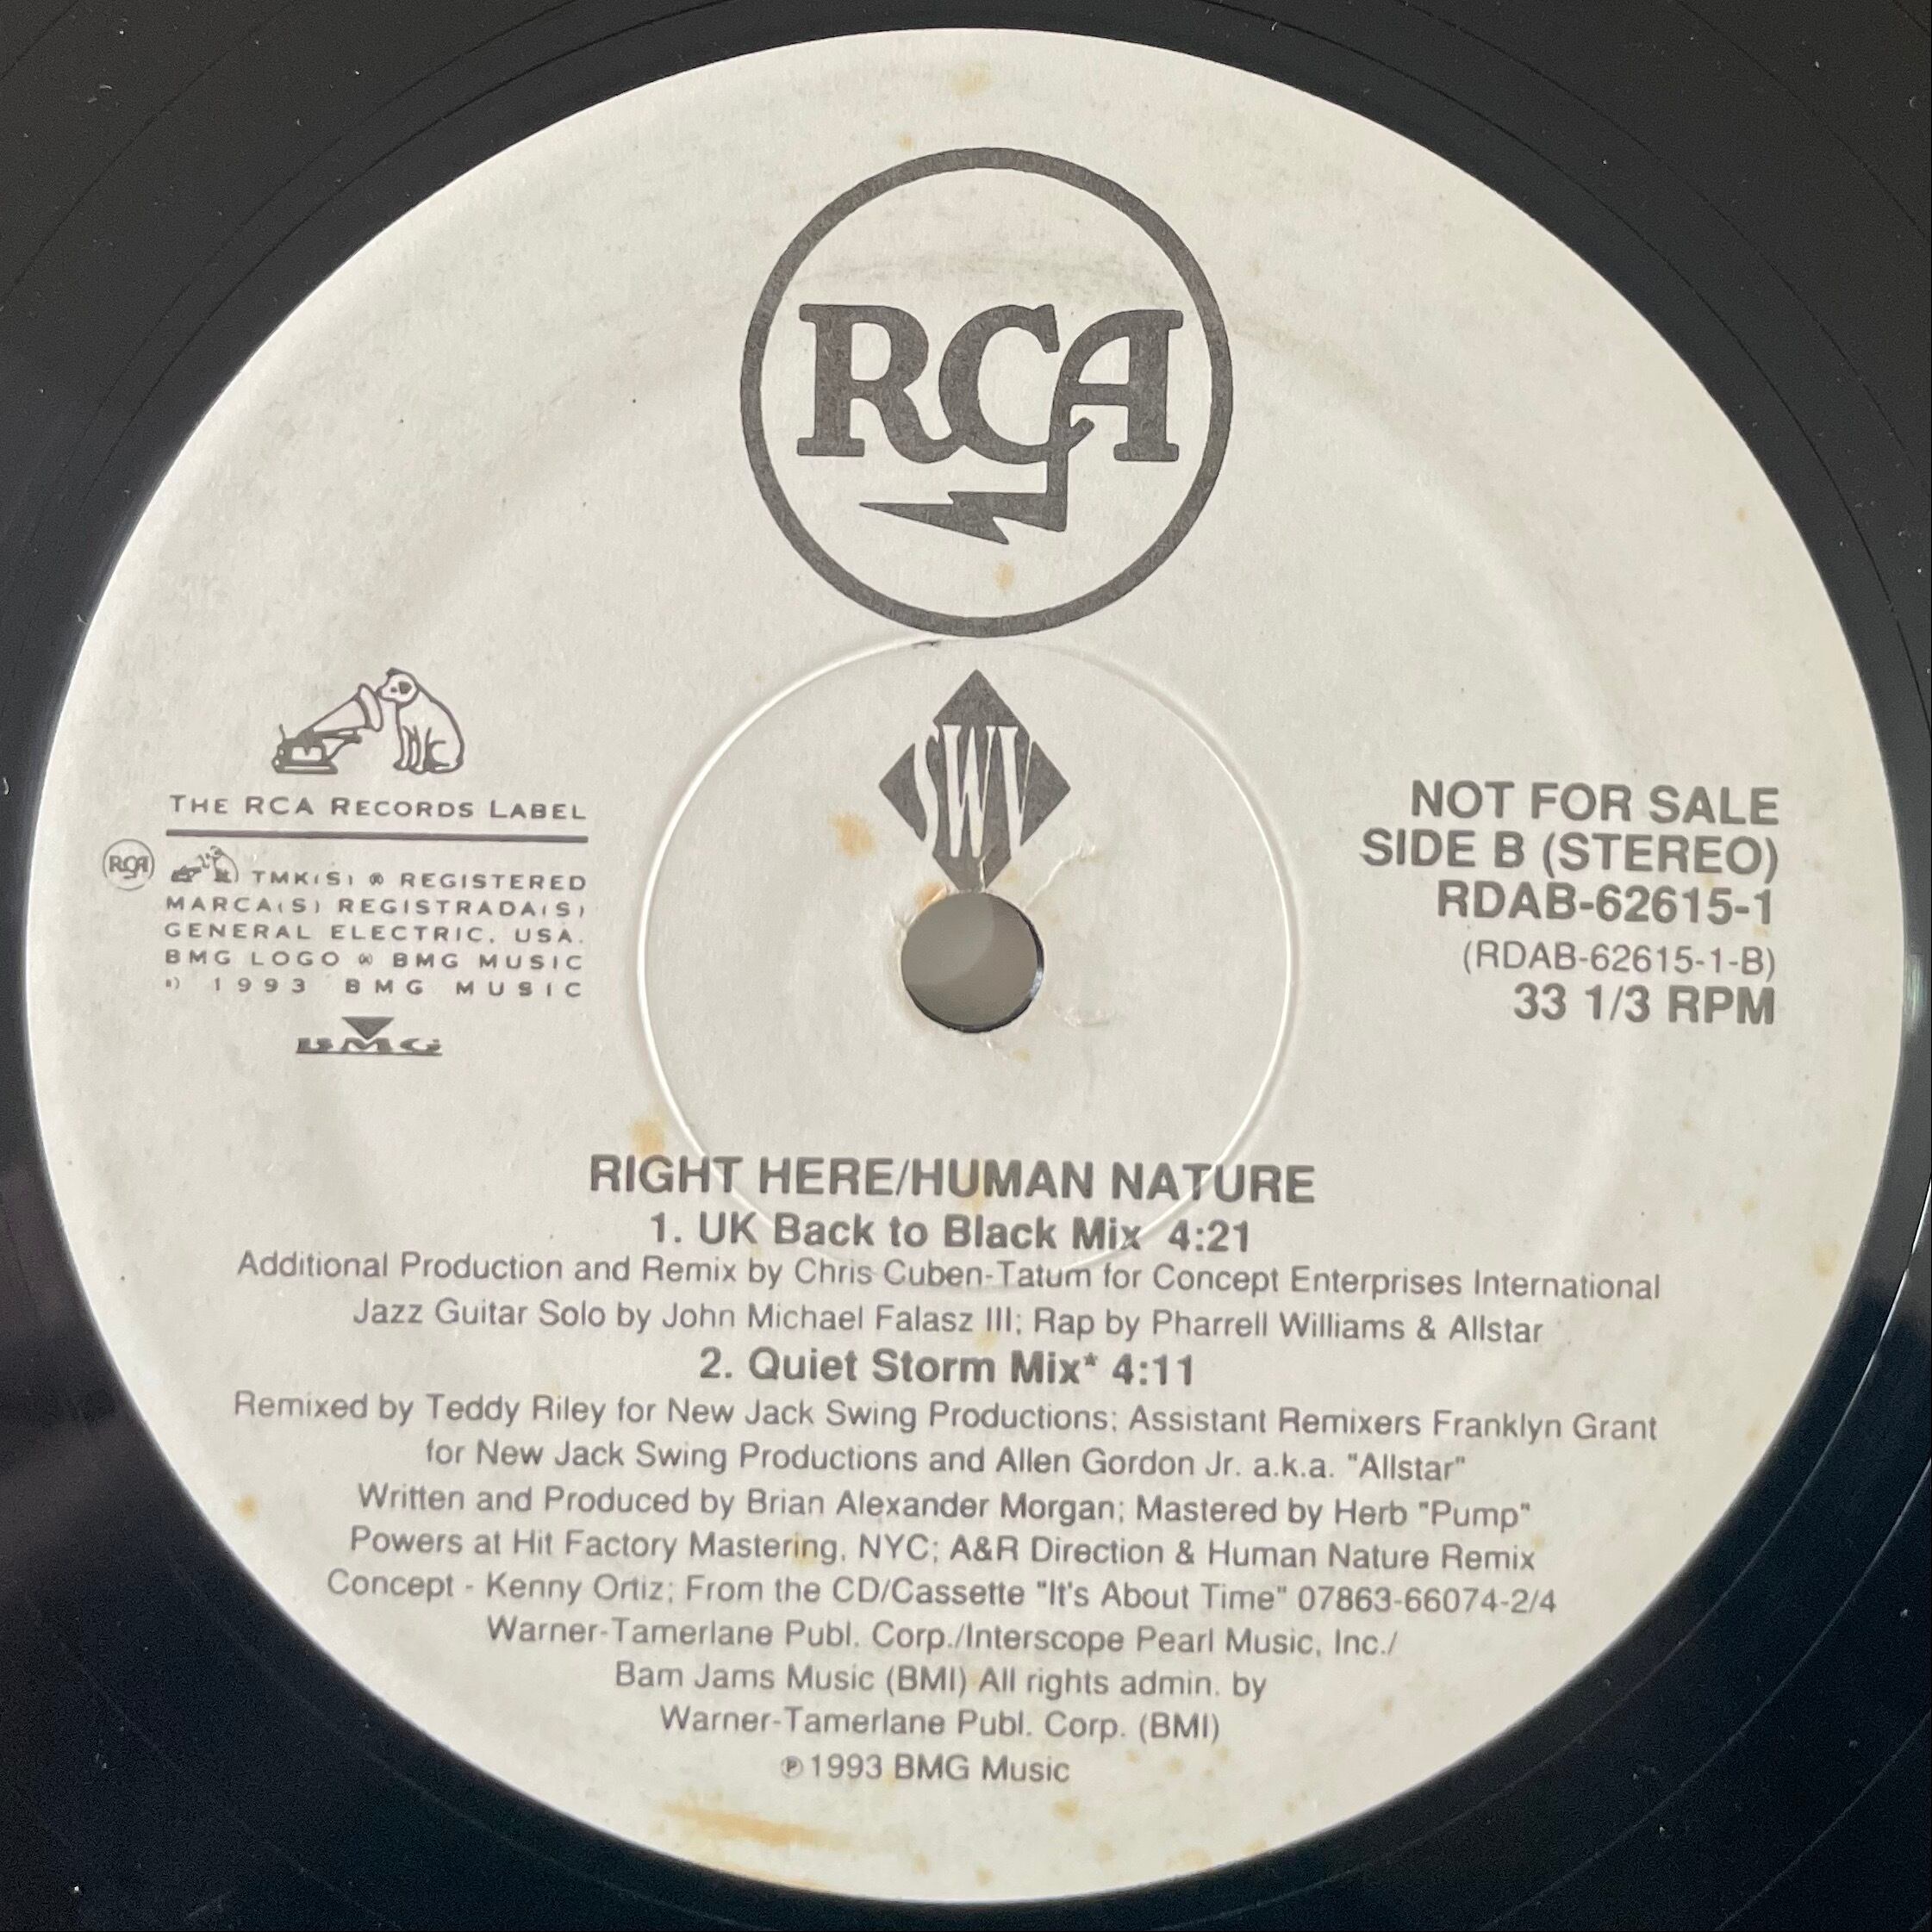 RCA
SWV
THE RCA RECORDS LABEL
RCA TMK(S) ® REGISTERED
MARCA(S) REGISTRADA(S)
GENERAL ELECTRIC, USA.
BMG LOGO ® BMG MUSIC
1993 BMG MUSIC
BMG
NOT FOR SALE
SIDE B (STEREO)
RDAB-62615-1
(RDAB-62615-1-B)
33 1/3 RPM
RIGHT HERE/HUMAN NATURE
1. UK Back to Black Mix 4:21
Additional Production and Remix by Chris Cuben-Tatum for Concept Enterprises International
Jazz Guitar Solo by John Michael Falasz III; Rap by Pharrell Williams & Allstar
2. Quiet Storm Mix* 4:11
Remixed by Teddy Riley for New Jack Swing Productions; Assistant Remixers Franklyn Grant
for New Jack Swing Productions and Allen Gordon Jr. a.k.a. "Allstar"
Written and Produced by Brian Alexander Morgan; Mastered by Herb "Pump"
Powers at Hit Factory Mastering, NYC; A&R Direction & Human Nature Remix
Concept - Kenny Ortiz; From the CD/Cassette "It's About Time" 07863-66074-2/4
Warner-Tamerlane Publ. Corp./Interscope Pearl Music, Inc./
Bam Jams Music (BMI) All rights admin. by
Warner-Tamerlane Publ. Corp. (BMI)
℗1993 BMG Music